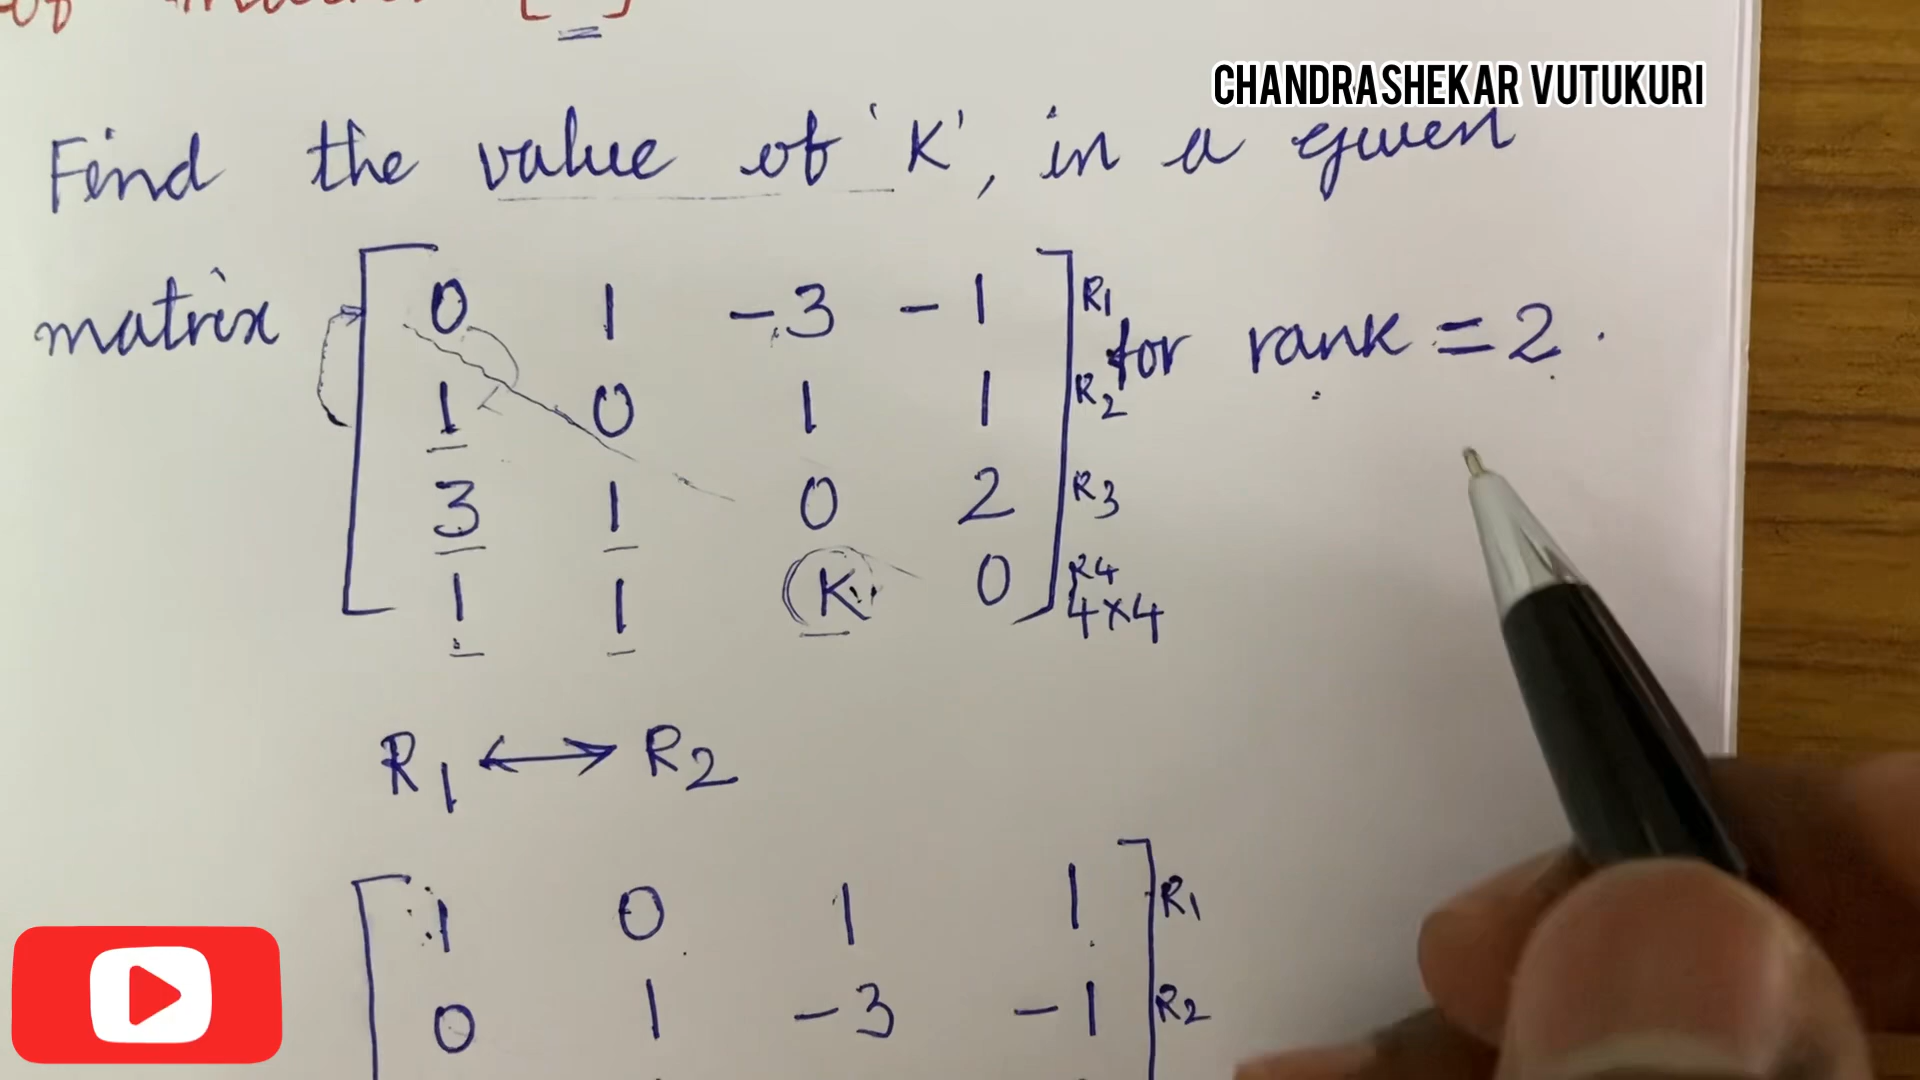 of matrix [ ]
CHANDRASHEKAR VUTUKURI
Find the value of 'K', in a given
matrix
0 1 -3 -1 R1
1 0 1 1 R2
3 1 0 2 R3
1 1 K 0 R4
4×4
for rank = 2.
R1 ↔ R2
1 0 1 1 R1
0 1 -3 -1 R2